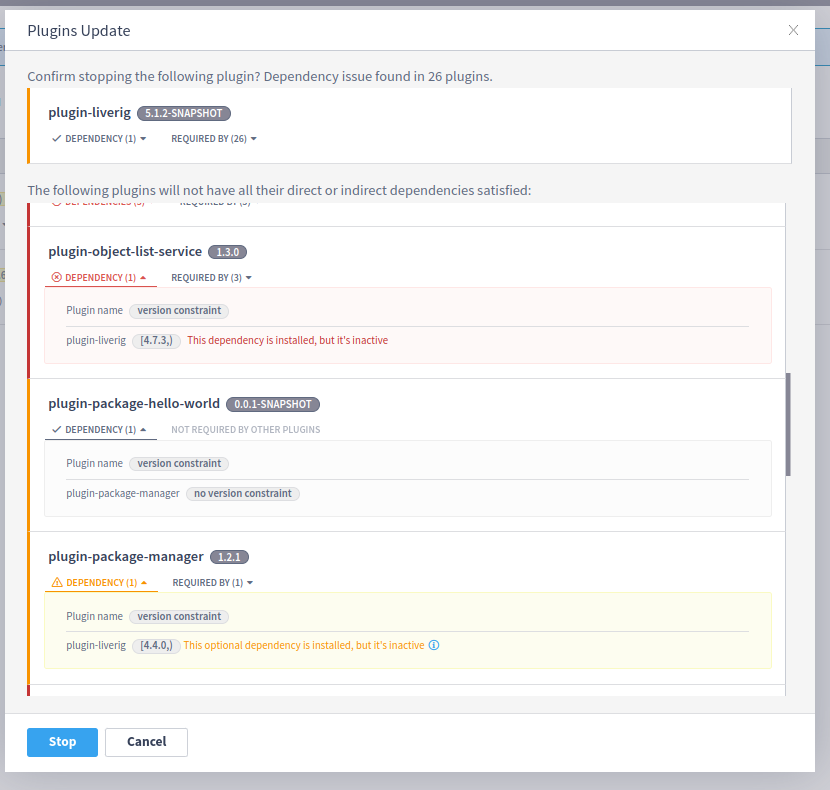 Plugins Update
Confirm stopping the following plugin? Dependency issue found in 26 plugins.
plugin-liverig 5.1.2-SNAPSHOT
DEPENDENCY (1) REQUIRED BY (26)
The following plugins will not have all their direct or indirect dependencies satisfied:
plugin-object-list-service 1.3.0
DEPENDENCY (1) REQUIRED BY (3)
Plugin name version constraint
plugin-liverig [4.7.3,) This dependency is installed, but it's inactive
plugin-package-hello-world 0.0.1-SNAPSHOT
DEPENDENCY (1) NOT REQUIRED BY OTHER PLUGINS
Plugin name version constraint
plugin-package-manager no version constraint
plugin-package-manager 1.2.1
DEPENDENCY (1) REQUIRED BY (1)
Plugin name version constraint
plugin-liverig [4.4.0,) This optional dependency is installed, but it's inactive
Stop Cancel